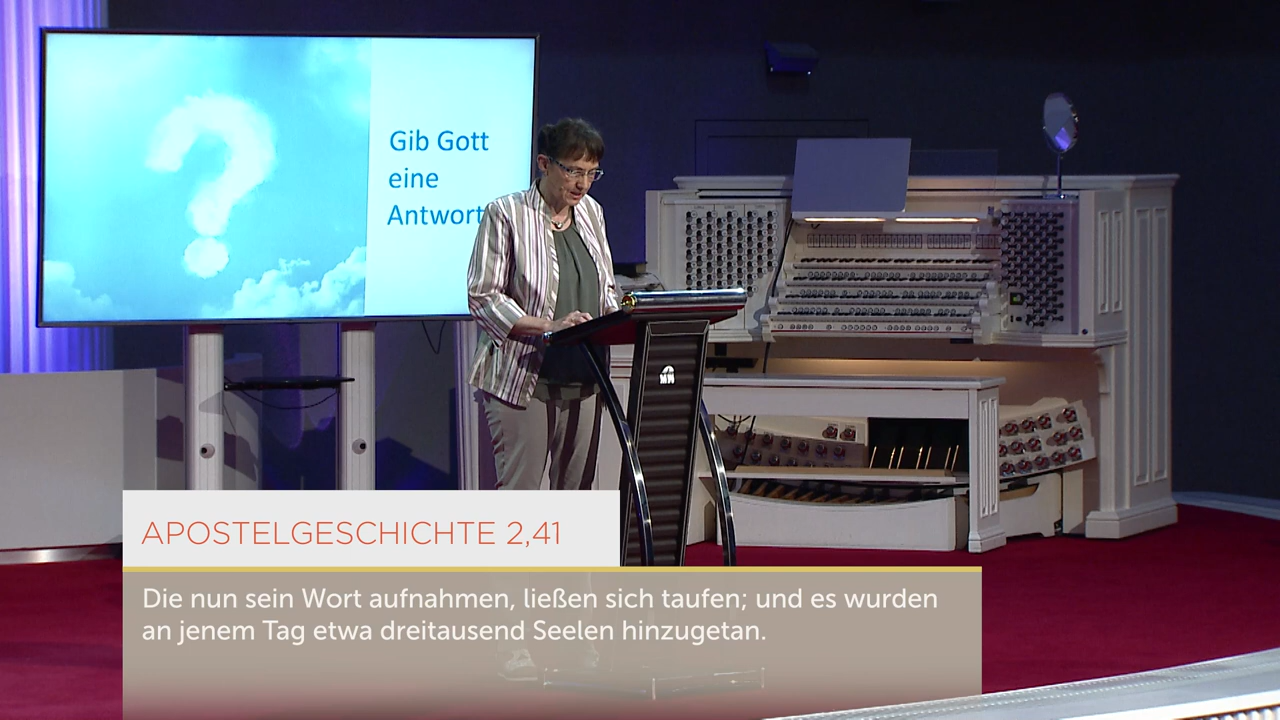 Gib Gott
eine
Antwort
APOSTELGESCHICHTE 2,41
Die nun sein Wort aufnahmen, ließen sich taufen; und es wurden
an jenem Tag etwa dreitausend Seelen hinzugetan.